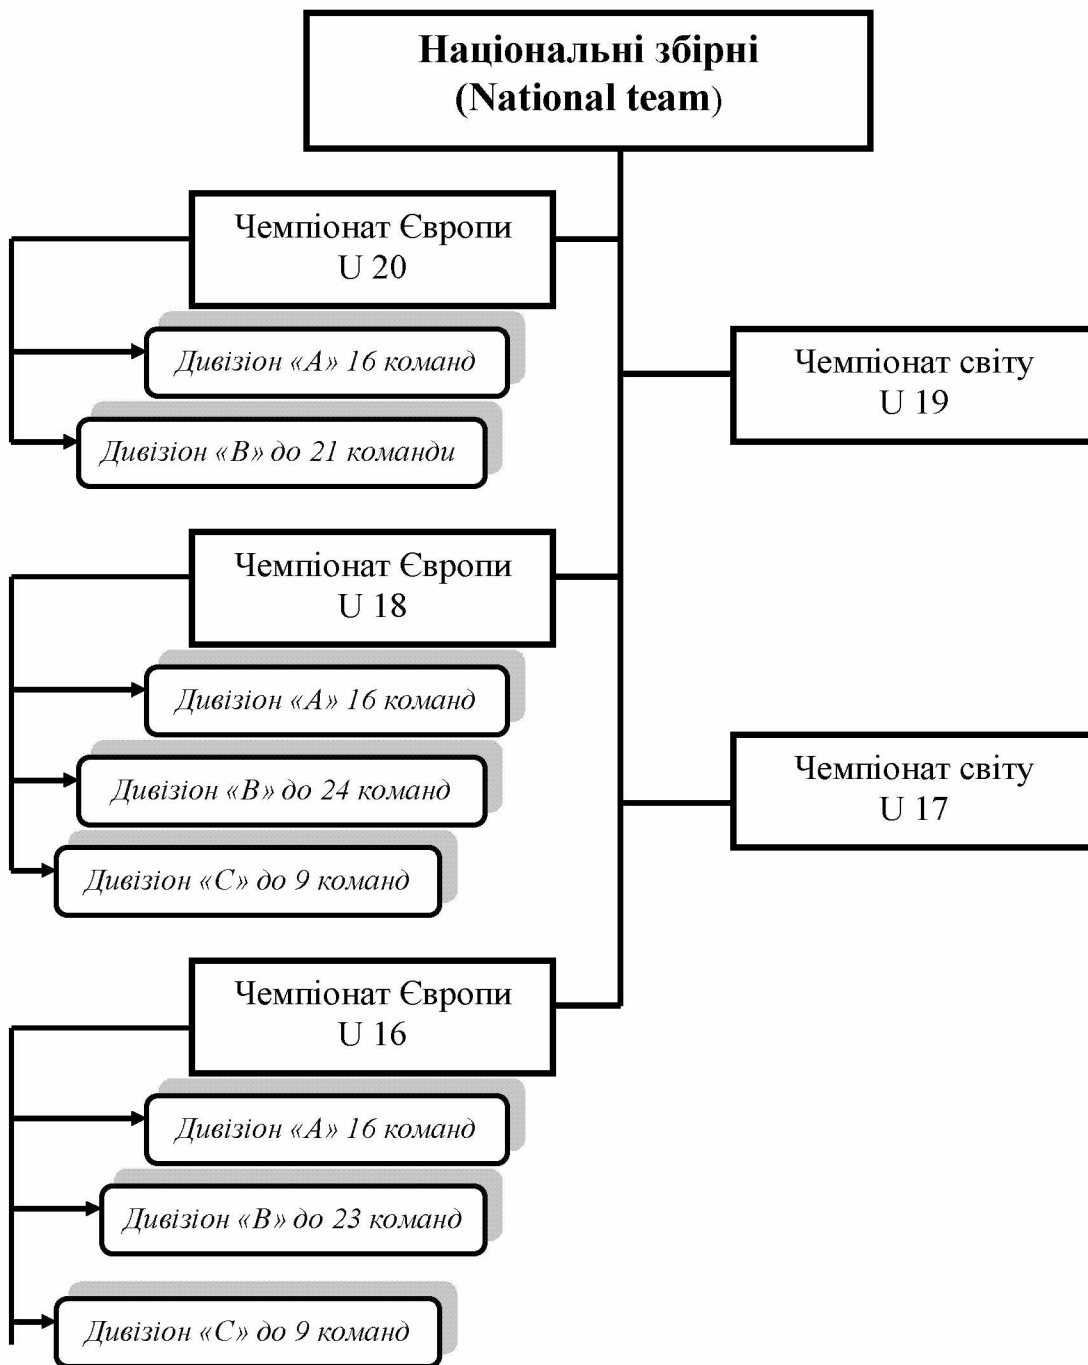 Національні збірні
(National team)
Чемпіонат Європи
U 20
Дивізіон «А» 16 команд
Дивізіон «В» до 21 команди
Чемпіонат світу
U 19
Чемпіонат Європи
U 18
Дивізіон «А» 16 команд
Дивізіон «В» до 24 команд
Дивізіон «С» до 9 команд
Чемпіонат світу
U 17
Чемпіонат Європи
U 16
Дивізіон «А» 16 команд
Дивізіон «В» до 23 команд
Дивізіон «С» до 9 команд